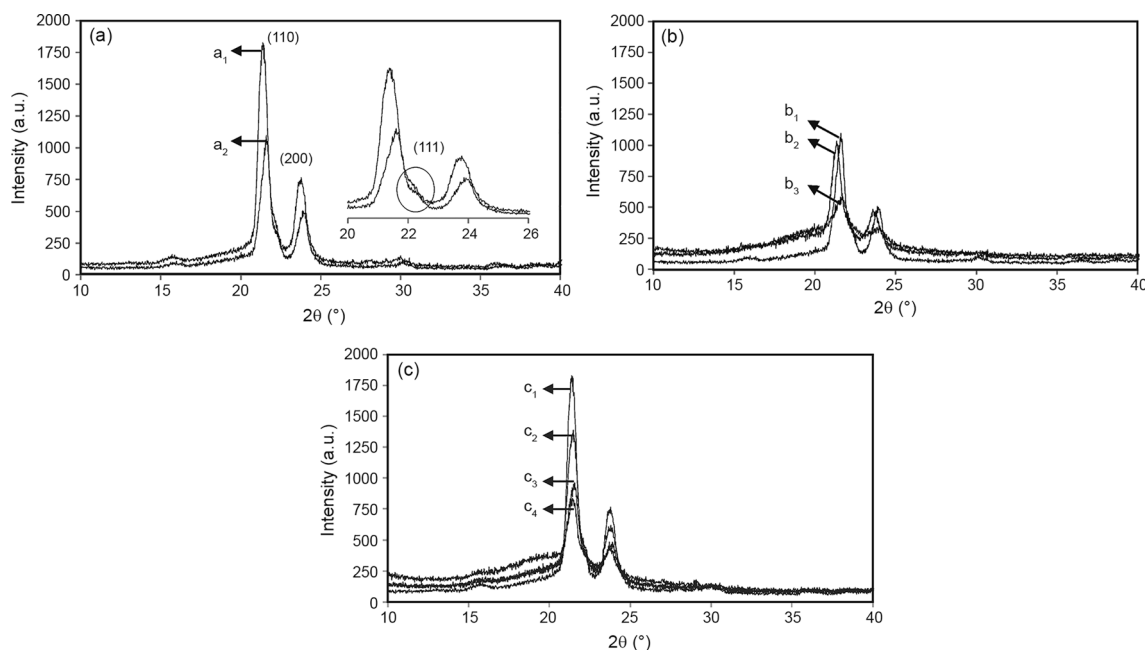 (a)
2000
1750
1500
1250
1000
750
500
250
0
Intensity (a.u.)
a1
(110)
a2
(200)
(111)
20 22 24 26
10 15 20 25 30 35 40
2θ (°)
(b)
2000
1750
1500
1250
1000
750
500
250
0
Intensity (a.u.)
b1
b2
b3
10 15 20 25 30 35 40
2θ (°)
(c)
2000
1750
1500
1250
1000
750
500
250
0
Intensity (a.u.)
c1
c2
c3
c4
10 15 20 25 30 35 40
2θ (°)